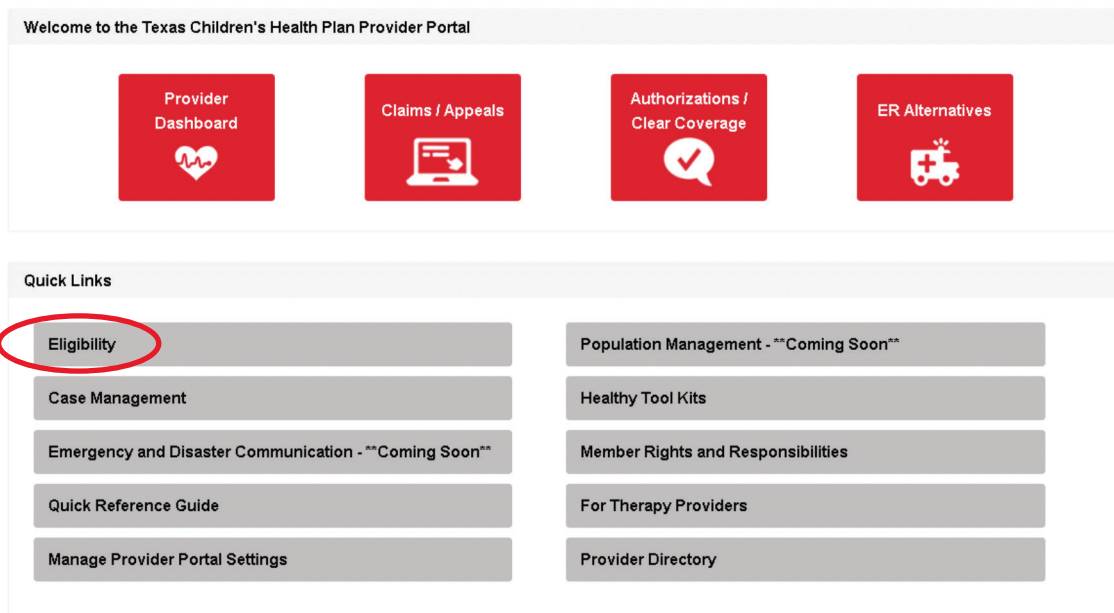 Welcome to the Texas Children's Health Plan Provider Portal
Provider
Dashboard
Claims / Appeals
Authorizations /
Clear Coverage
ER Alternatives
Quick Links
Eligibility
Population Management - **Coming Soon**
Case Management
Healthy Tool Kits
Emergency and Disaster Communication - **Coming Soon**
Member Rights and Responsibilities
Quick Reference Guide
For Therapy Providers
Manage Provider Portal Settings
Provider Directory